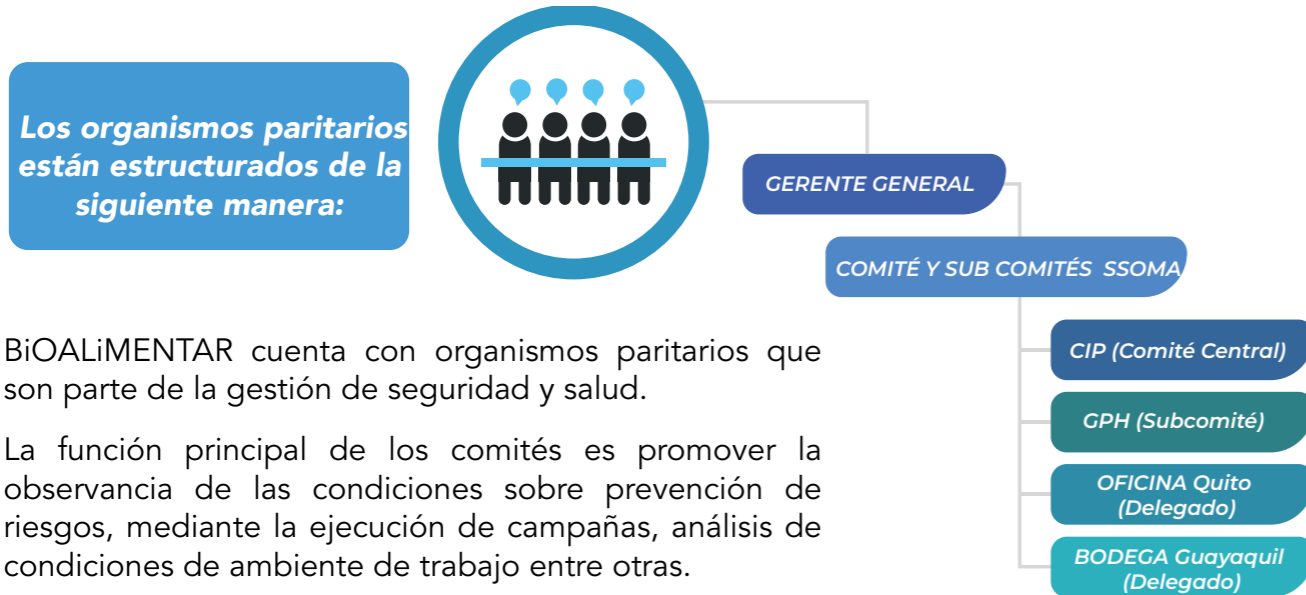 Los organismos paritarios
están estructurados de la
siguiente manera:
GERENTE GENERAL
COMITÉ Y SUB COMITÉS SSOMA
CIP (Comité Central)
GPH (Subcomité)
OFICINA Quito
(Delegado)
BODEGA Guayaquil
(Delegado)
BiOALiMENTAR cuenta con organismos paritarios que
son parte de la gestión de seguridad y salud.
La función principal de los comités es promover la
observancia de las condiciones sobre prevención de
riesgos, mediante la ejecución de campañas, análisis de
condiciones de ambiente de trabajo entre otras.